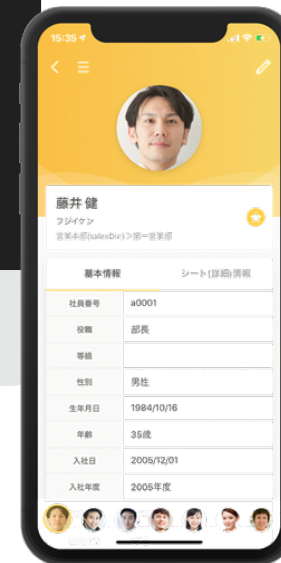 15:35
藤井 健
フジイケン
営業本部(salesDiv)>第一営業部
基本情報 シート(詳細)情報
社員番号 a0001
役職 部長
等級
性別 男性
生年月日 1984/10/16
年齢 35歳
入社日 2005/12/01
入社年度 2005年度